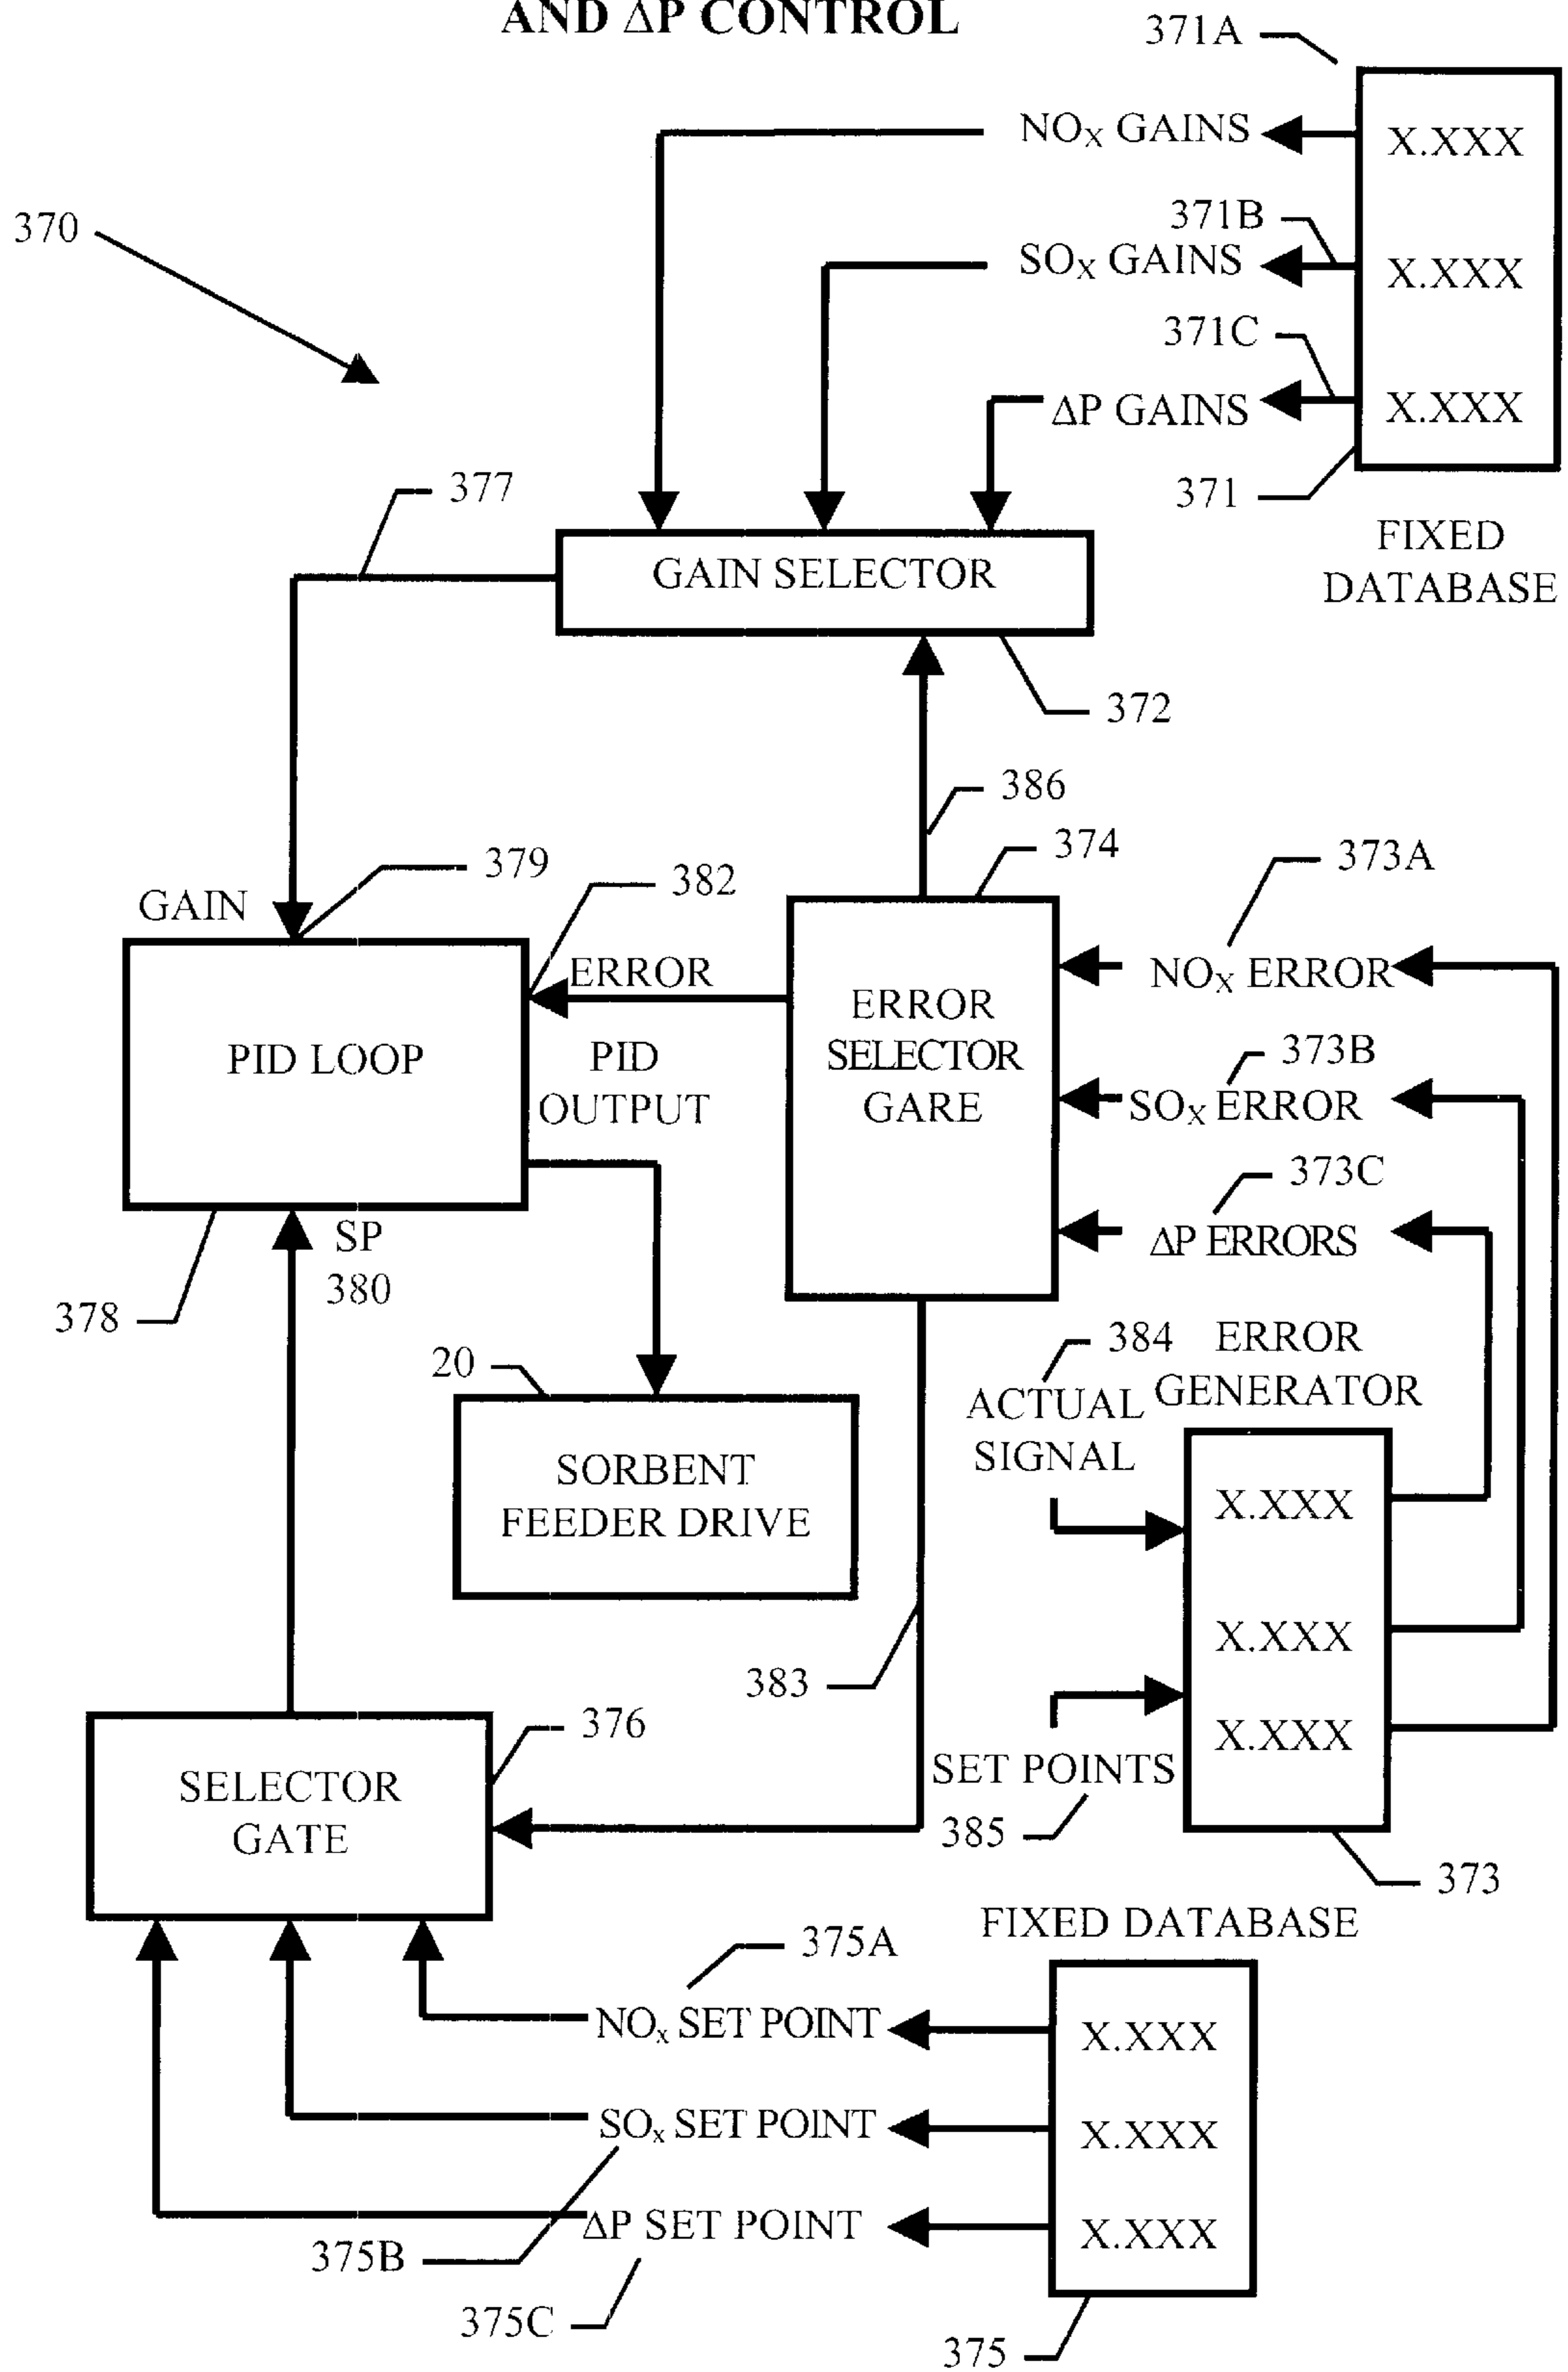 AND ΔP CONTROL
371A
NOX GAINS
X.XXX
370
371B
SOX GAINS
X.XXX
371C
ΔP GAINS
X.XXX
377
371
FIXED
DATABASE
GAIN SELECTOR
372
386
374
373A
379
382
GAIN
ERROR
NOX ERROR
PID LOOP
PID
OUTPUT
ERROR
SELECTOR
GARE
373B
SOX ERROR
373C
ΔP ERRORS
SP
380
378
384
ERROR
GENERATOR
ACTUAL
SIGNAL
20
SORBENT
FEEDER DRIVE
X.XXX
X.XXX
X.XXX
383
376
SELECTOR
GATE
SET POINTS
385
373
FIXED DATABASE
375A
NOx SET POINT
X.XXX
SOx SET POINT
X.XXX
ΔP SET POINT
X.XXX
375B
375C
375